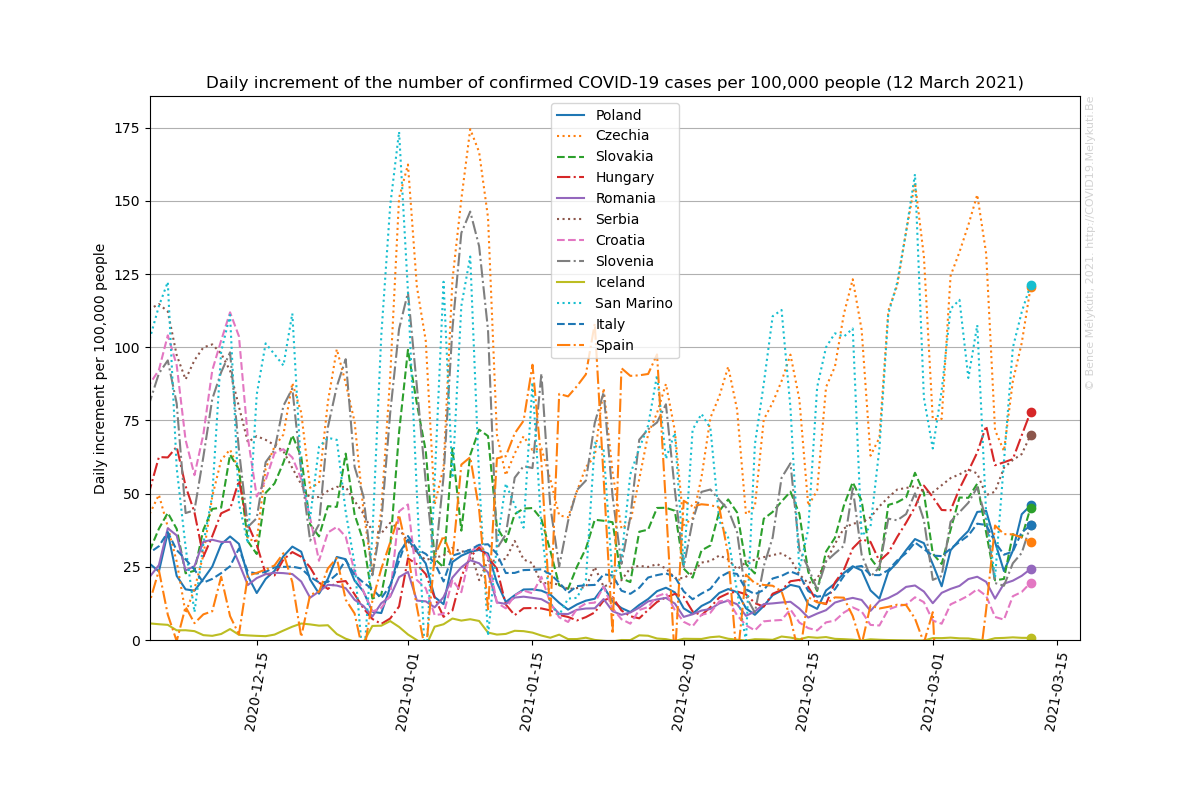 Daily increment of the number of confirmed COVID-19 cases per 100,000 people (12 March 2021)
Daily increment per 100,000 people
175
150
125
100
75
50
25
0
Poland
Czechia
Slovakia
Hungary
Romania
Serbia
Croatia
Slovenia
Iceland
San Marino
Italy
Spain
2020-12-15
2021-01-01
2021-01-15
2021-02-01
2021-02-15
2021-03-01
2021-03-15
© Bence Mélykúti, 2021  http://COVID19.Melykuti.Be